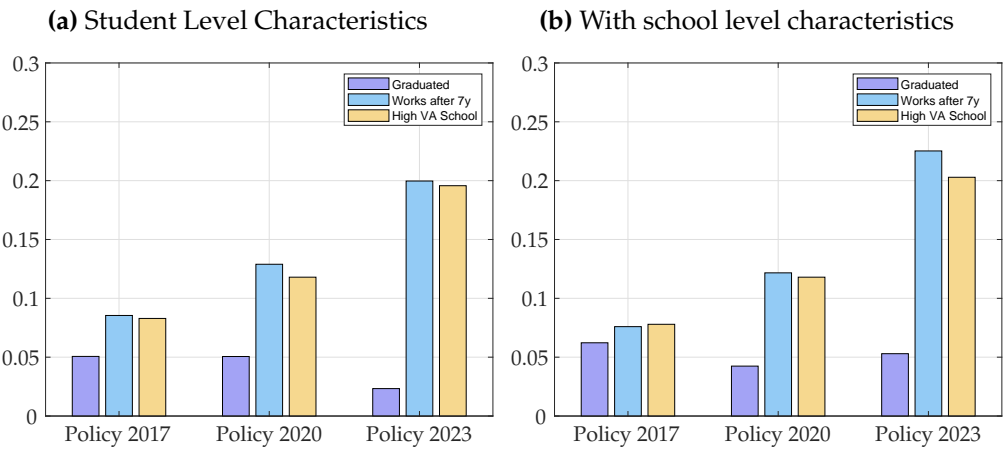 (a) Student Level Characteristics
0.3
0.25
0.2
0.15
0.1
0.05
0
Graduated
Works after 7y
High VA School
Policy 2017 Policy 2020 Policy 2023
(b) With school level characteristics
0.3
0.25
0.2
0.15
0.1
0.05
0
Graduated
Works after 7y
High VA School
Policy 2017 Policy 2020 Policy 2023